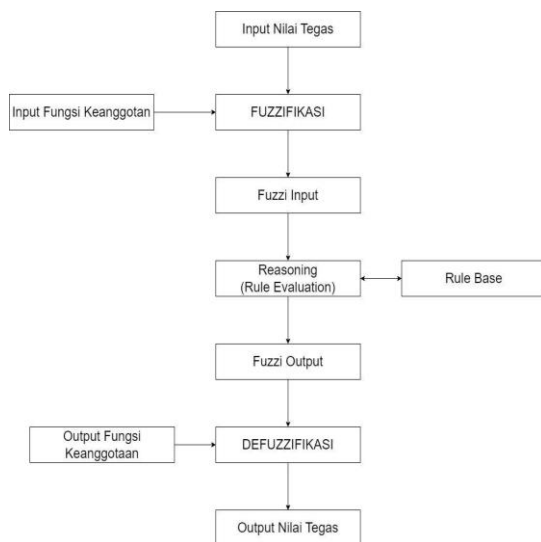 Input Nilai Tegas
Input Fungsi Keanggotan
FUZZIFIKASI
Fuzzi Input
Reasoning
(Rule Evaluation)
Rule Base
Fuzzi Output
Output Fungsi
Keanggotaan
DEFUZZIFIKASI
Output Nilai Tegas